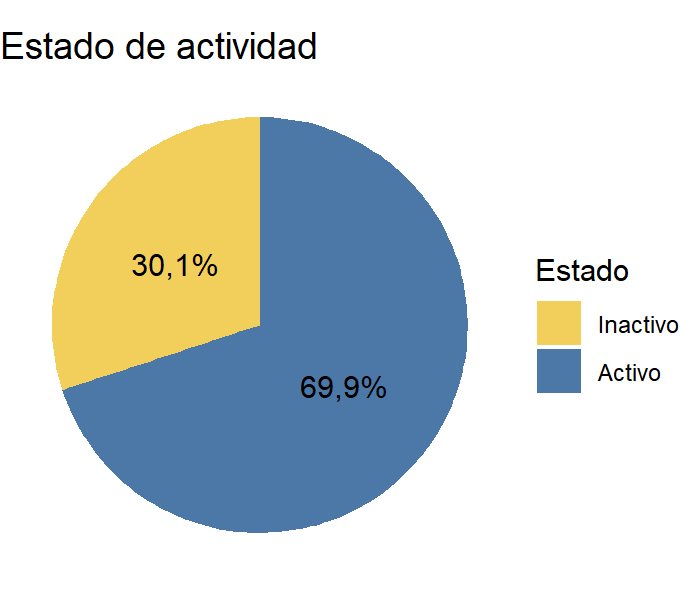 Estado de actividad
30,1%
69,9%
Estado
Inactivo
Activo